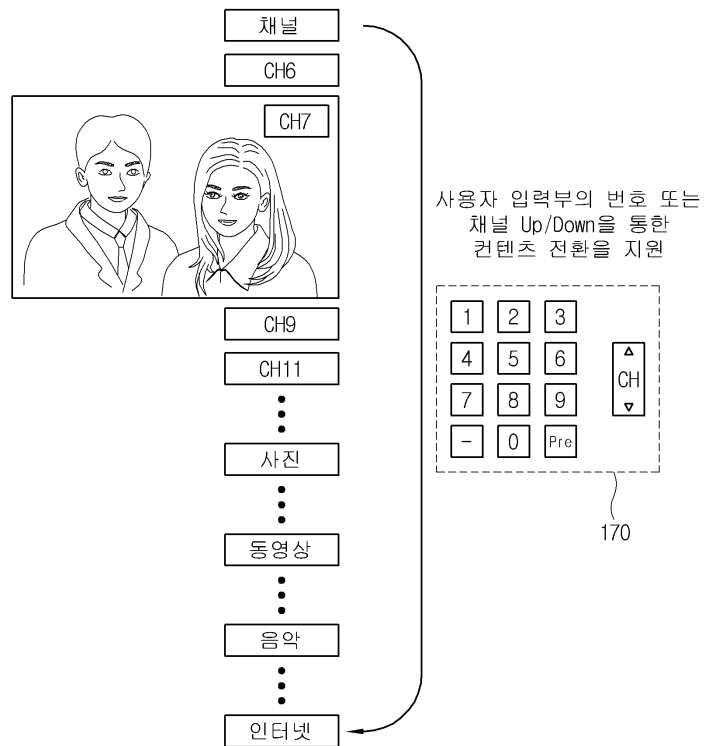 채널
CH6
CH7
CH9
CH11
사진
동영상
음악
인터넷
사용자 입력부의 번호 또는
채널 Up/Down을 통한
컨텐츠 전환을 지원
1 2 3
4 5 6
7 8 9
- 0 Pre
CH
170